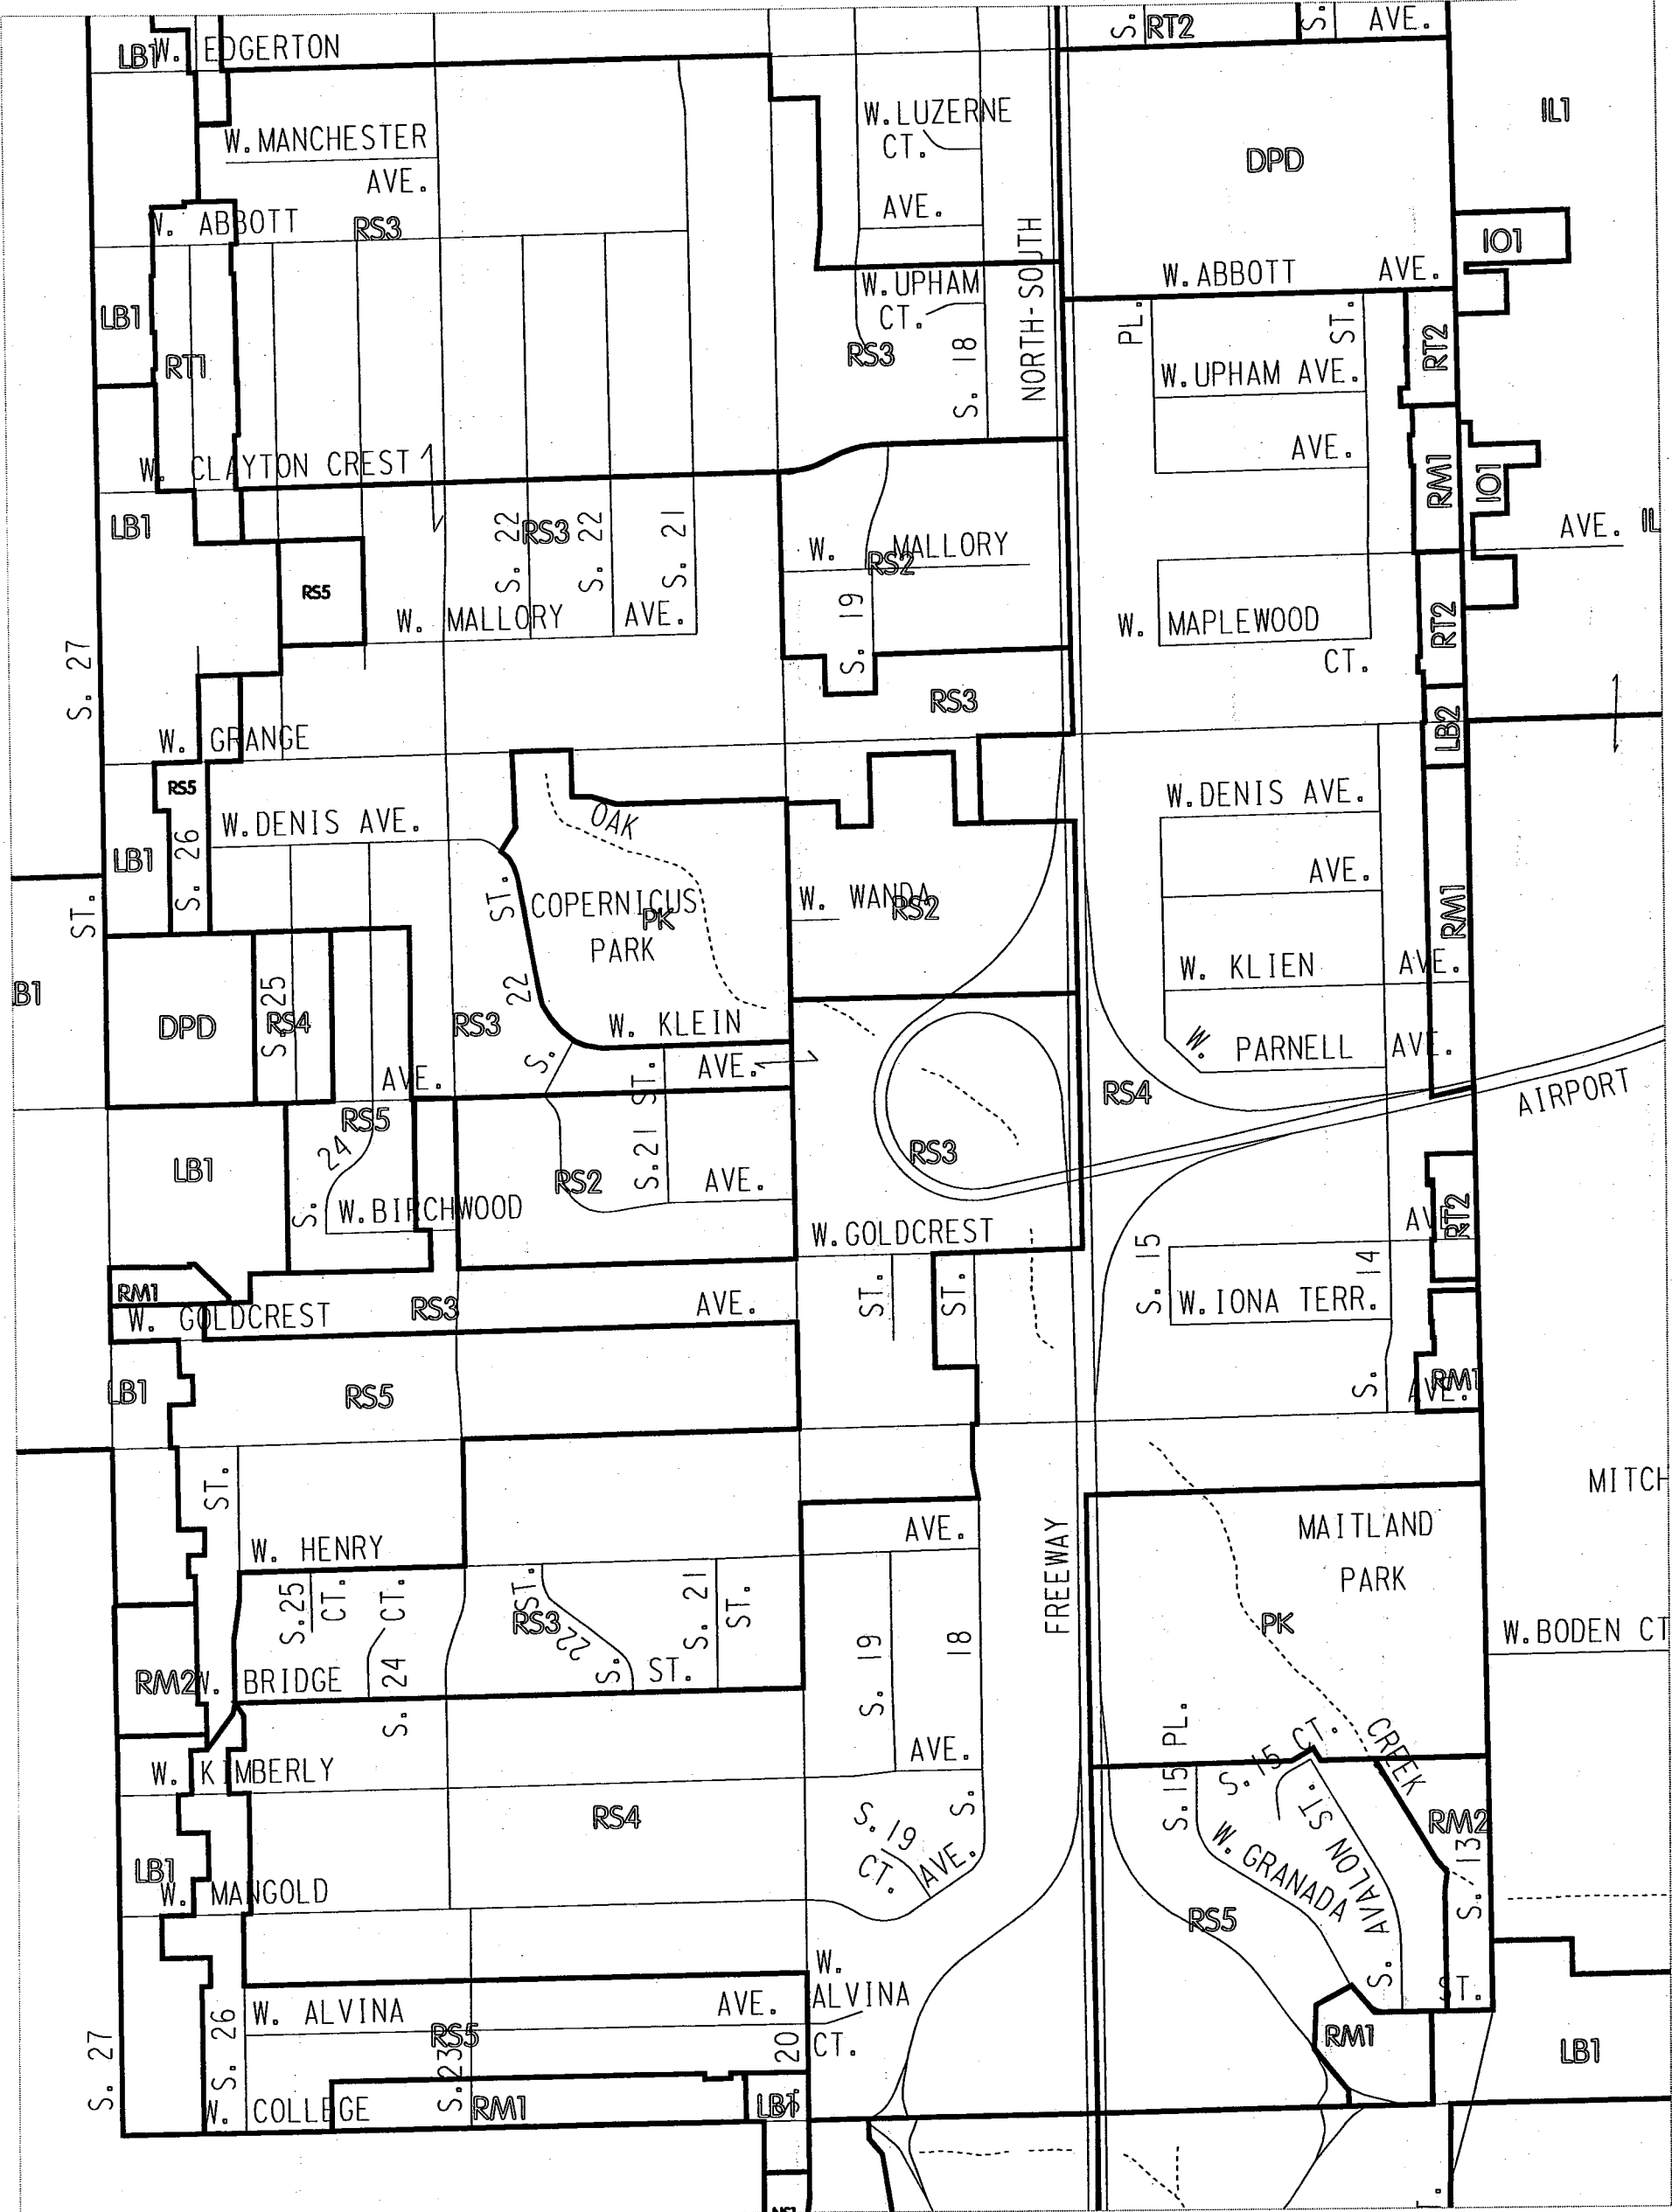 S. RT2 S. AVE.
LB1 W. EDGERTON
W. LUZERNE
CT.
IL1
W. MANCHESTER
AVE.
DPD
AVE.
W. ABBOTT
RS3
IO1
NORTH-SOUTH
W. UPHAM
CT.
W. ABBOTT AVE.
LB1
RT1
RS3
S. 18
PL.
ST.
RT2
W. UPHAM AVE.
W. CLAYTON CREST
AVE.
RM1
IO1
LB1
S. 22
RS3
S. 22
S. 21
W. MALLORY
RS2
AVE.
IL
RS5
S. 19
W. MALLORY AVE.
W. MAPLEWOOD
CT.
RT2
S. 27
RS3
LB2
W. GRANGE
RS5
W. DENIS AVE.
OAK
W. DENIS AVE.
LB1
S. 26
AVE.
ST.
ST.
COPERNICUS
PK
PARK
W. WANDA
RS2
RM1
W. KLIEN AVE.
B1
22
DPD
S. 25
RS4
RS3
W. KLEIN
W. PARNELL AVE.
S.
AVE.
AVE.
RS4
AIRPORT
RS5
24
S.
LB1
S. 21 ST.
RS2
AVE.
RS3
W. BIRCHWOOD
W. GOLDCREST
AVE.
RT2
S. 15
14
RM1
W. GOLDCREST
RS3
AVE.
ST.
ST.
W. IONA TERR.
LB1
RS5
S.
AVE.
RM1
ST.
MITCH
W. HENRY
AVE.
FREEWAY
MAITLAND
PARK
S. 25
CT.
CT.
ST.
RS3
22
S.
S. 21
ST.
S. 19
18
PK
W. BODEN CT
RM2
W. BRIDGE
S. 24
ST.
PL.
S. 15 CT.
CREEK
W. KIMBERLY
AVE.
S. 15
RS4
S. 19
CT.
S.
AVE.
AVALON ST.
S.
W. GRANADA
RM2
S. 13
LB1
W. MANGOLD
RS5
W.
ALVINA
CT.
W. ALVINA AVE.
ST.
RS5
S. 26
S. 27
20
RM1
LB1
S. 23
W. COLLEGE
RM1
LB1